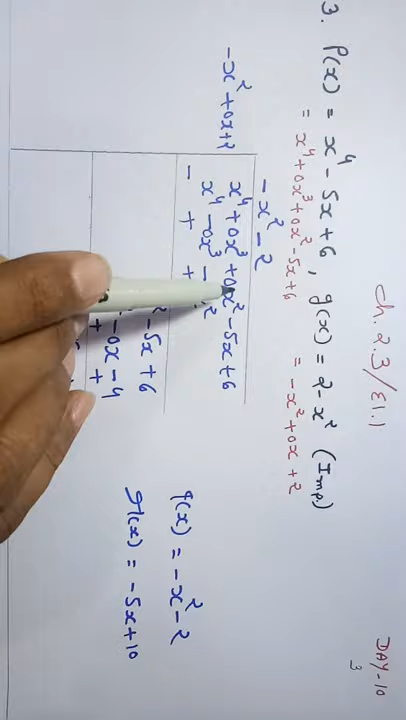 Ch. 2.3/E1.1
DAY-10
3
3. P(x) = x⁴ - 5x + 6, g(x) = 2 - x² (Imp.)
= x⁴ + 0x³ + 0x² - 5x + 6 = -x² + 0x + 2
-x² - 2
-x² + 0x + 2
x⁴ + 0x³ + 0x² - 5x + 6
x⁴ - 0x³ -
- + +
- 5x + 6
- 0x - 4
+ +
q(x) = -x² - 2
r(x) = -5x + 10